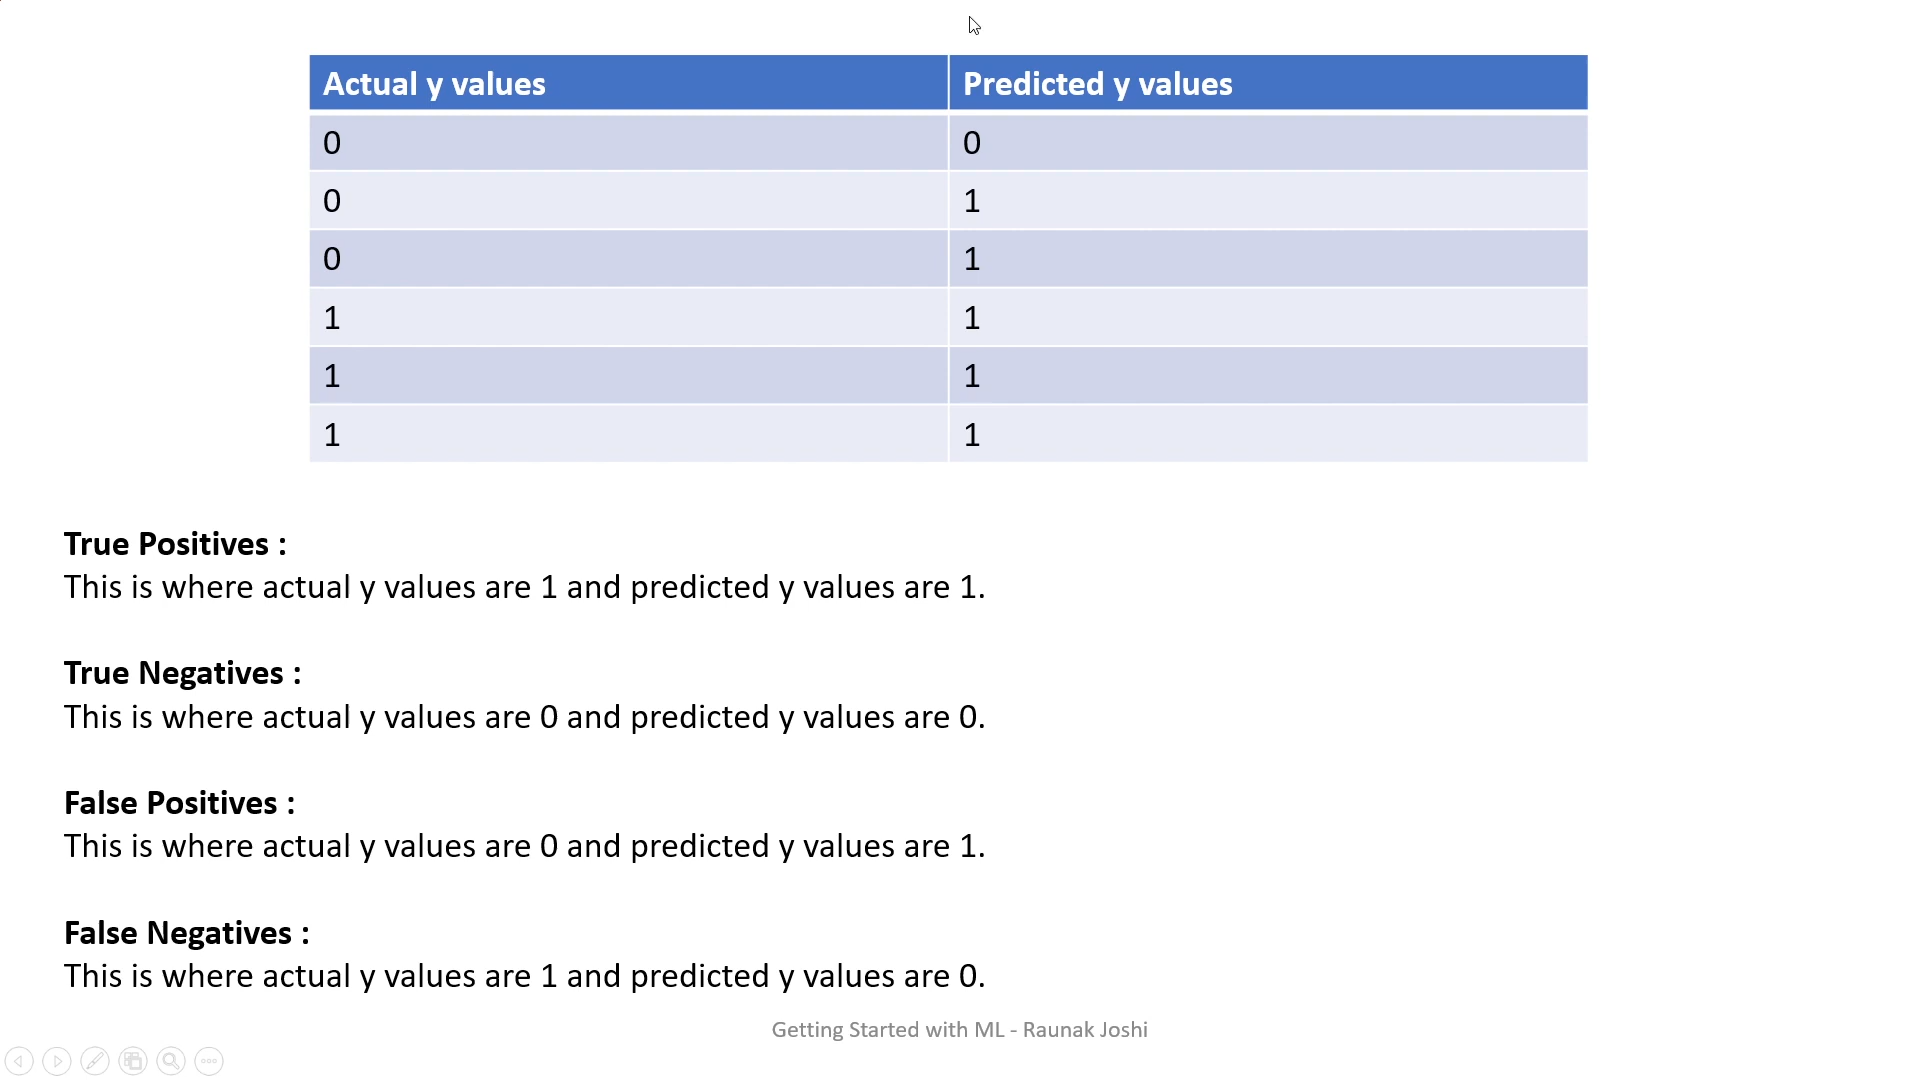 Actual y values Predicted y values
0 0
0 1
0 1
1 1
1 1
1 1
True Positives :
This is where actual y values are 1 and predicted y values are 1.
True Negatives :
This is where actual y values are 0 and predicted y values are 0.
False Positives :
This is where actual y values are 0 and predicted y values are 1.
False Negatives :
This is where actual y values are 1 and predicted y values are 0.
Getting Started with ML - Raunak Joshi